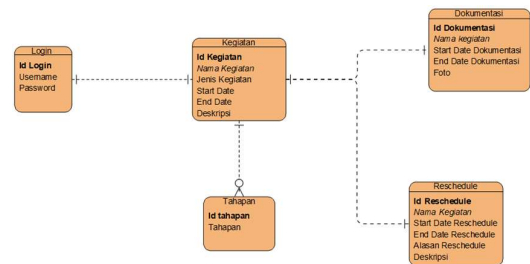 Login
Id Login
Username
Password
Kegiatan
Id Kegiatan
Nama Kegiatan
Jenis Kegiatan
Start Date
End Date
Deskripsi
Tahapan
Id tahapan
Tahapan
Dokumentasi
Id Dokumentasi
Nama kegiatan
Start Date Dokumentasi
End Date Dokumentasi
Foto
Reschedule
Id Reschedule
Nama Kegiatan
Start Date Reschedule
End Date Reschedule
Alasan Reschedule
Deskripsi